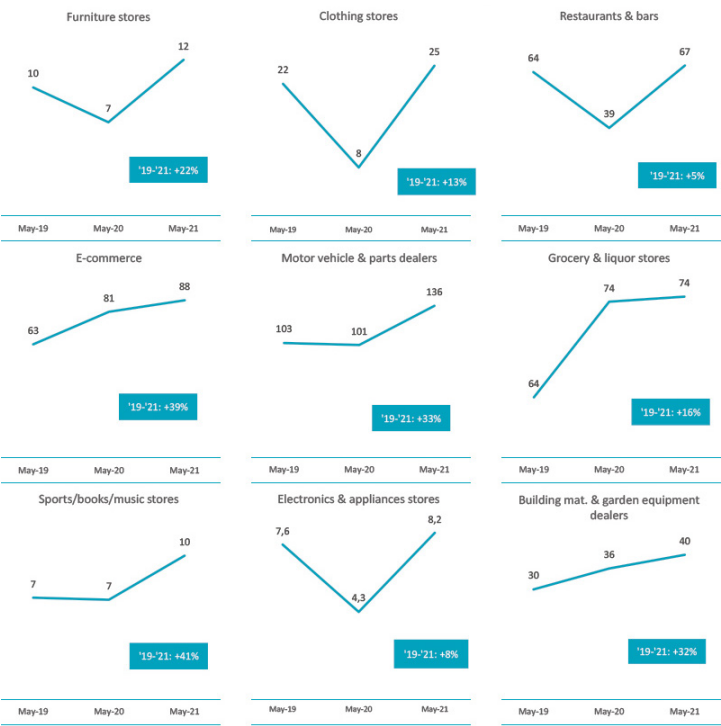 Furniture stores
10
7
12
'19-'21: +22%
May-19 May-20 May-21
Clothing stores
22
8
25
'19-'21: +13%
May-19 May-20 May-21
Restaurants & bars
64
39
67
'19-'21: +5%
May-19 May-20 May-21
E-commerce
63
81
88
'19-'21: +39%
May-19 May-20 May-21
Motor vehicle & parts dealers
103
101
136
'19-'21: +33%
May-19 May-20 May-21
Grocery & liquor stores
64
74
74
'19-'21: +16%
May-19 May-20 May-21
Sports/books/music stores
7
7
10
'19-'21: +41%
May-19 May-20 May-21
Electronics & appliances stores
7,6
4,3
8,2
'19-'21: +8%
May-19 May-20 May-21
Building mat. & garden equipment
dealers
30
36
40
'19-'21: +32%
May-19 May-20 May-21